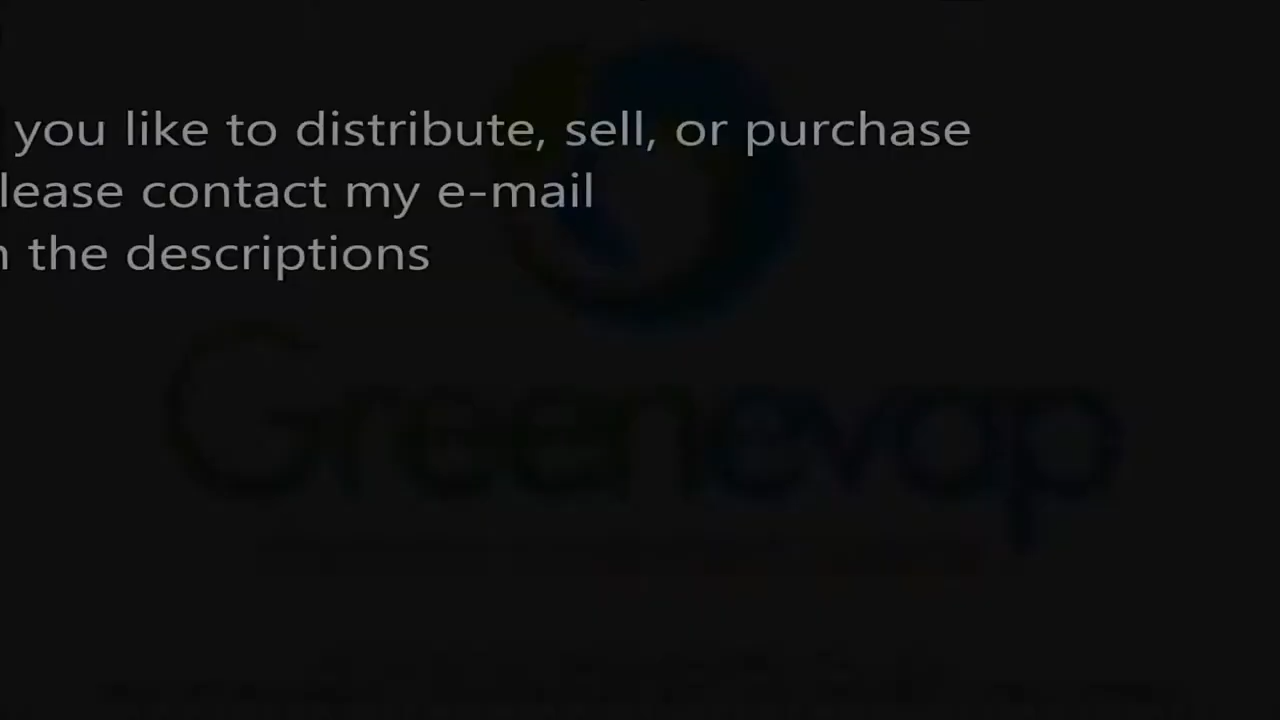 you like to distribute, sell, or purchase
lease contact my e-mail
n the descriptions
Greenevap